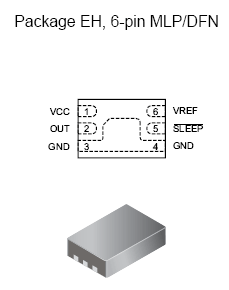 Package EH, 6-pin MLP/DFN
VCC 1 6 VREF
OUT 2 5 SLEEP
GND 3 4 GND